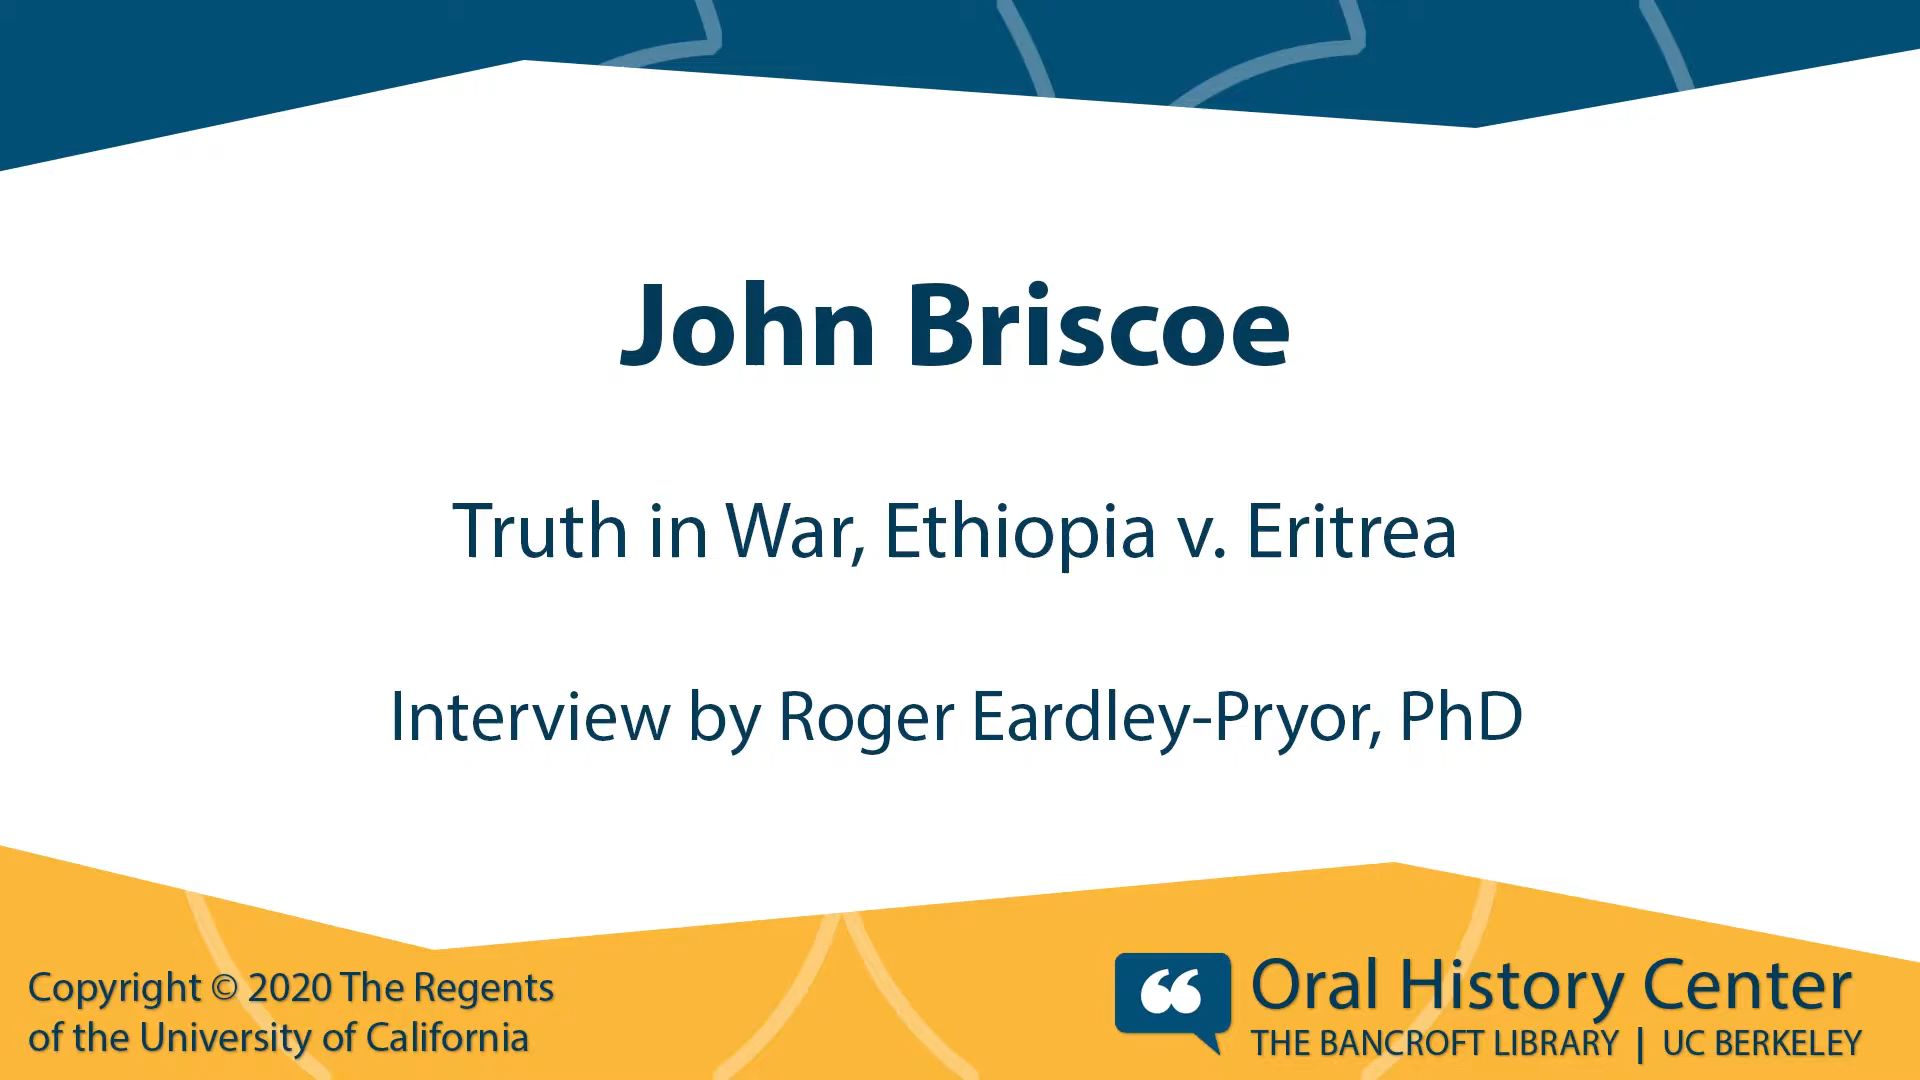 John Briscoe
Truth in War, Ethiopia v. Eritrea
Interview by Roger Eardley-Pryor, PhD
Copyright © 2020 The Regents
of the University of California
Oral History Center
THE BANCROFT LIBRARY | UC BERKELEY